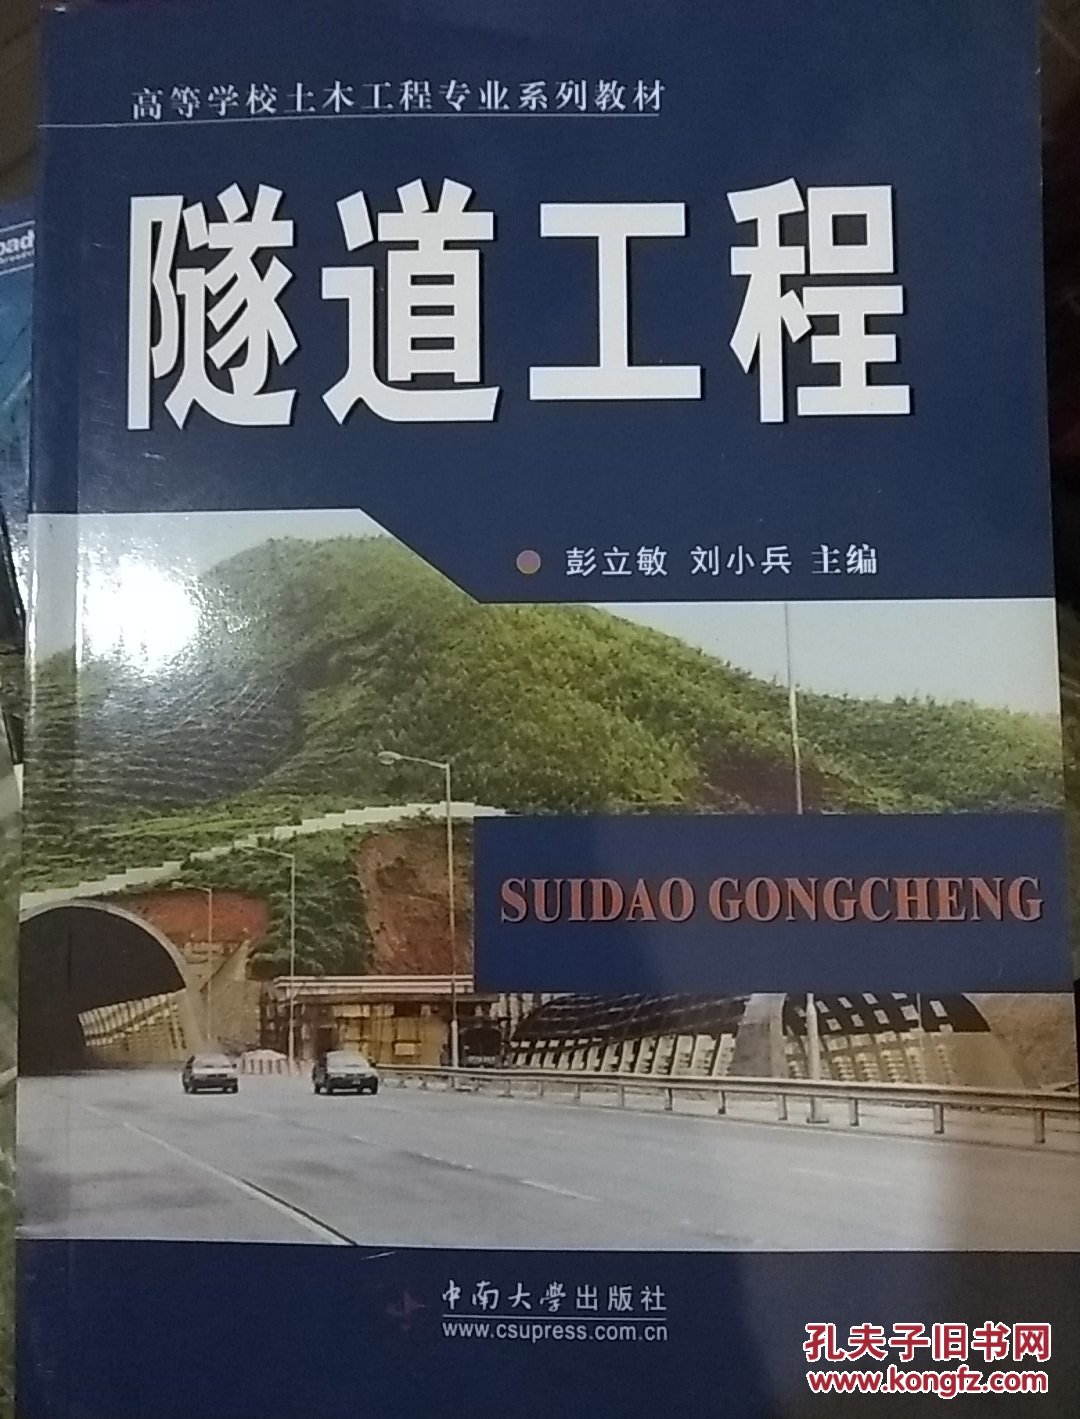 高等学校土木工程专业系列教材
隧道工程
彭立敏 刘小兵 主编
SUIDAO GONGCHENG
中南大学出版社
www.csupress.com.cn
孔夫子旧书网
www.kongfz.com